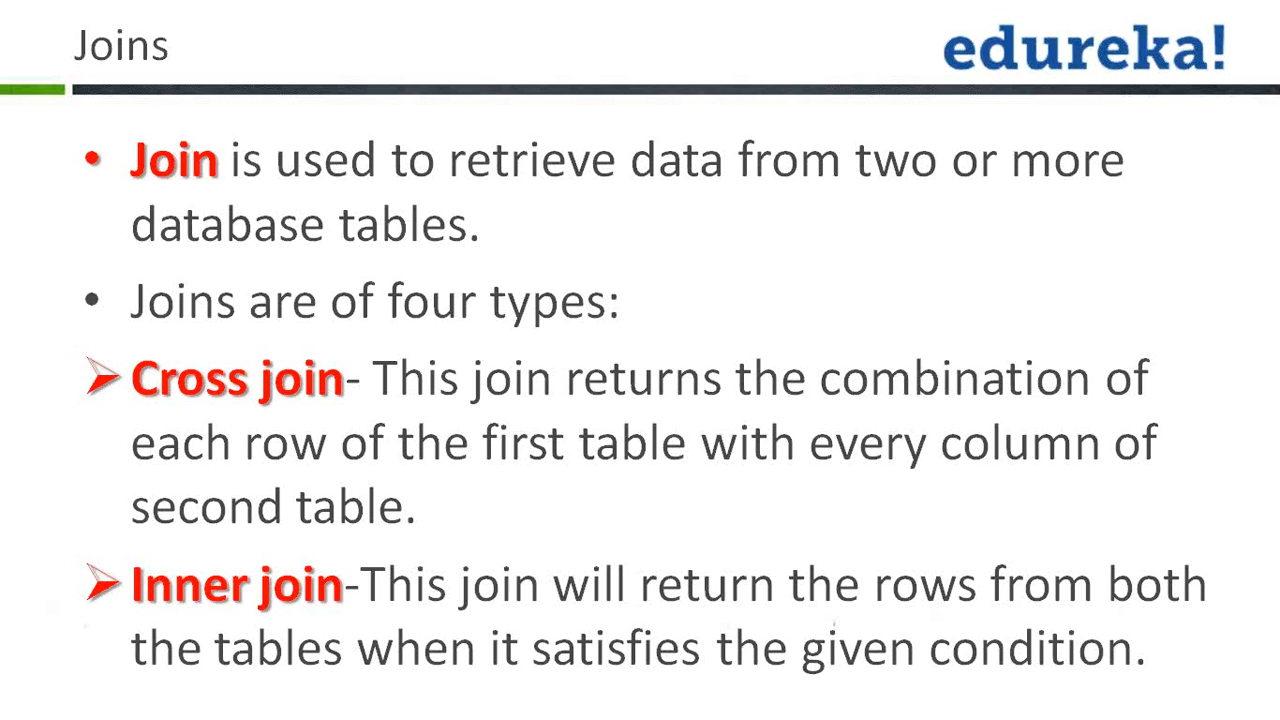 Joins
edureka!
• Join is used to retrieve data from two or more
database tables.
• Joins are of four types:
➢ Cross join- This join returns the combination of
each row of the first table with every column of
second table.
➢ Inner join-This join will return the rows from both
the tables when it satisfies the given condition.